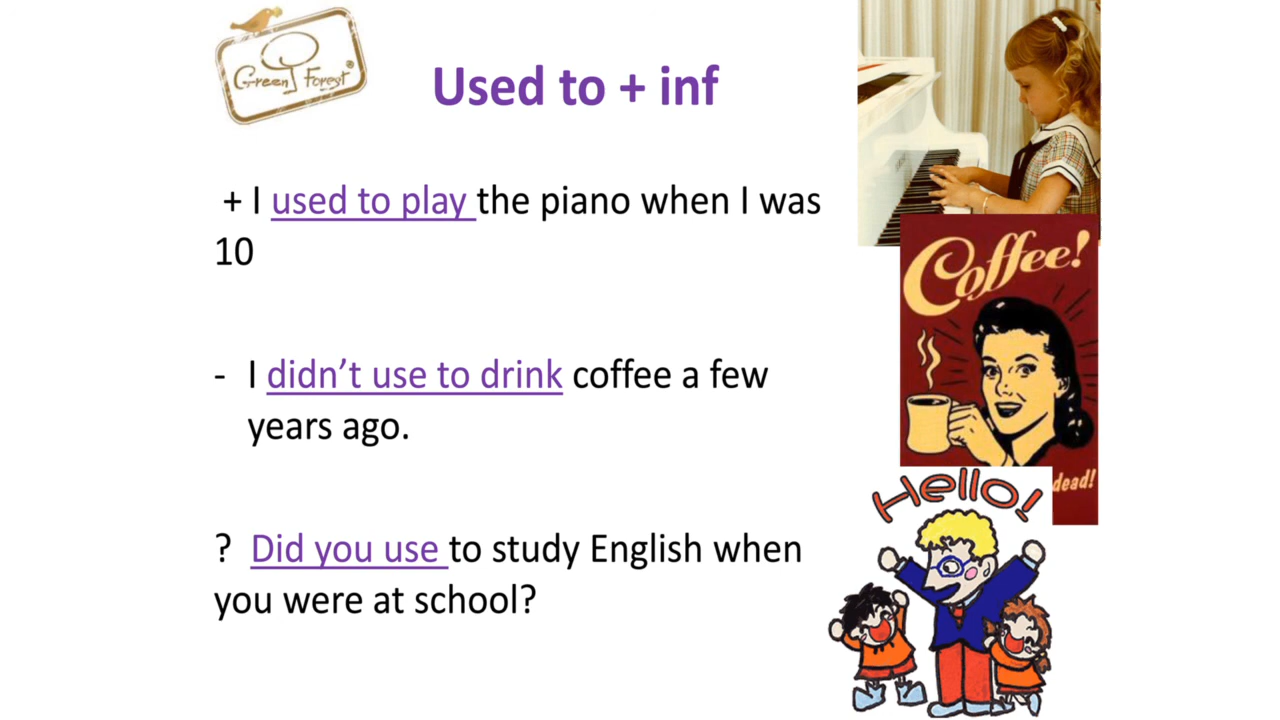 Green Forest®
Used to + inf
+ I used to play the piano when I was
10
- I didn’t use to drink coffee a few
years ago.
? Did you use to study English when
you were at school?
Coffee!
dead!
Hello!